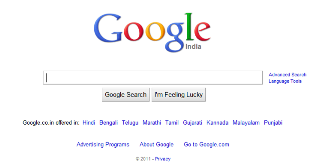 Google
India
Advanced Search
Language Tools
Google Search I'm Feeling Lucky
Google.co.in offered in: Hindi Bengali Telugu Marathi Tamil Gujarati Kannada Malayalam Punjabi
Advertising Programs About Google Go to Google.com
© 2011 - Privacy